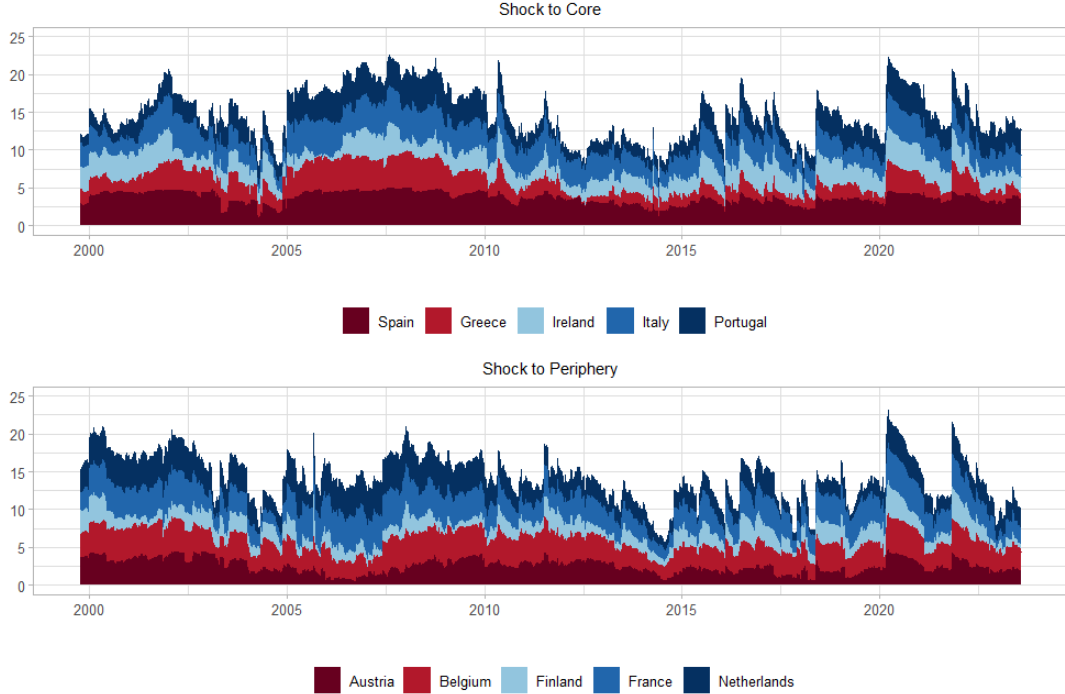 Shock to Core
25
20
15
10
5
0
2000 2005 2010 2015 2020
Spain Greece Ireland Italy Portugal
Shock to Periphery
25
20
15
10
5
0
2000 2005 2010 2015 2020
Austria Belgium Finland France Netherlands